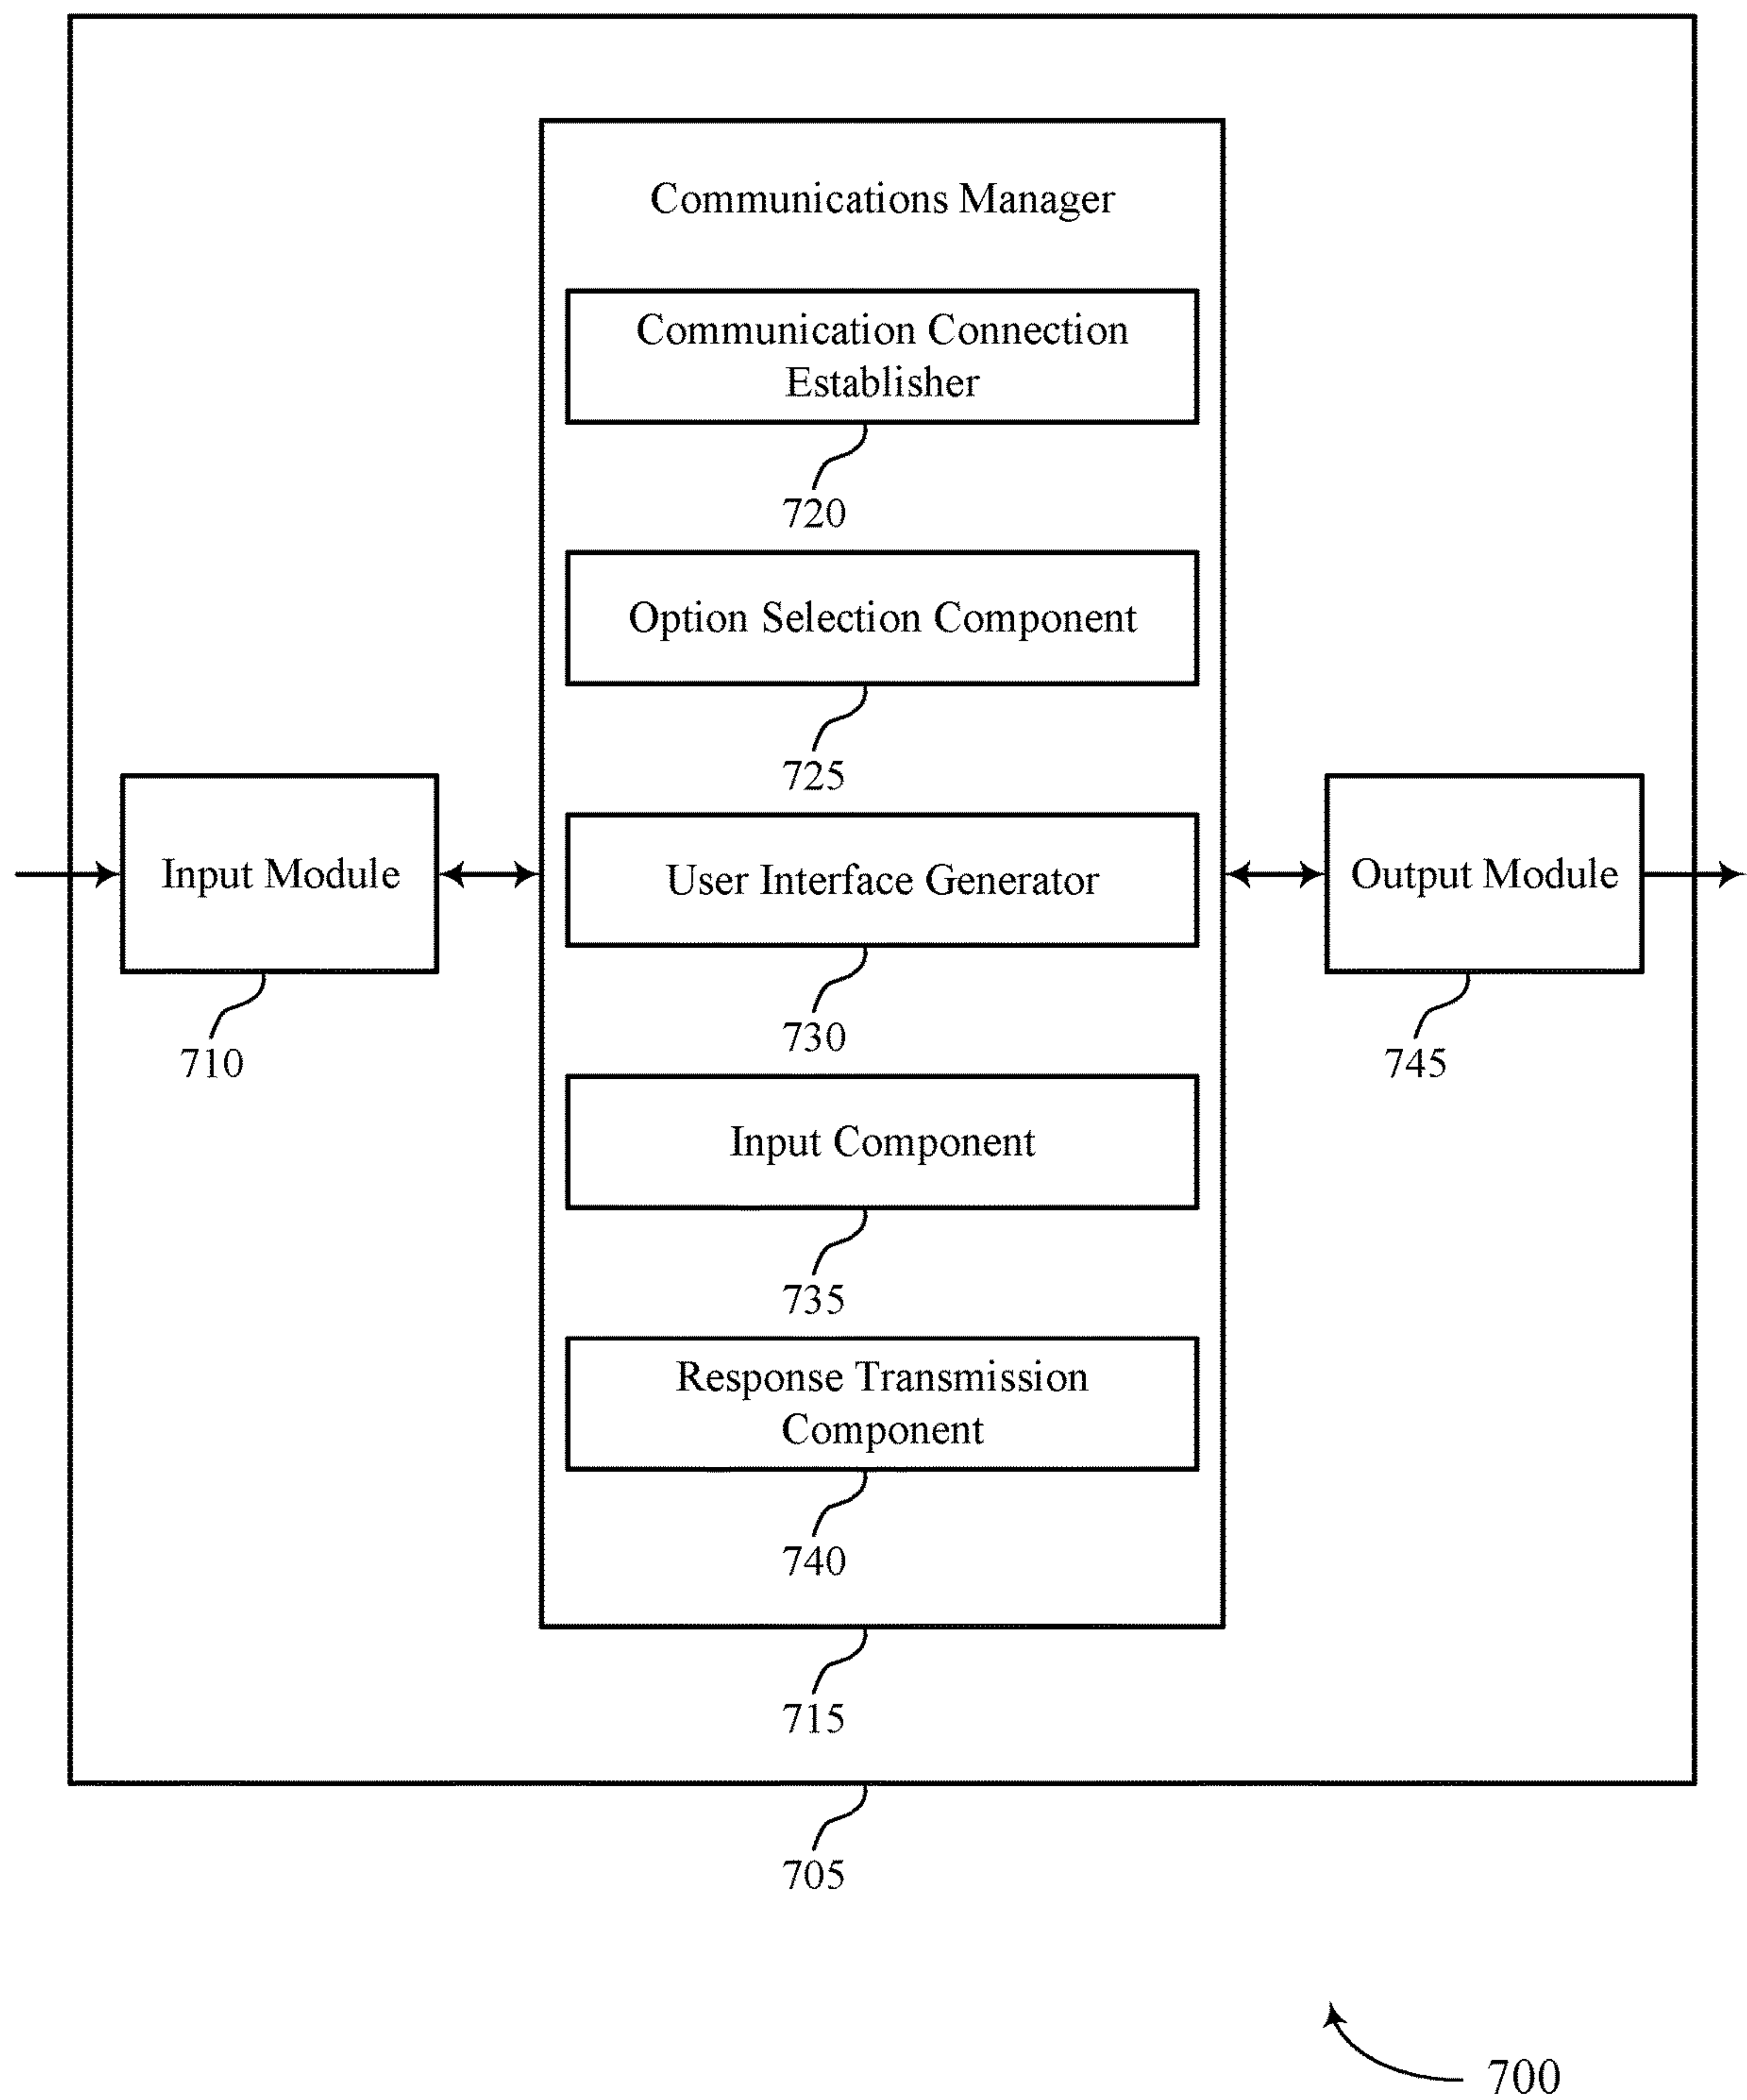 Communications Manager
Communication Connection
Establisher
720
Option Selection Component
725
Input Module
710
User Interface Generator
730
Output Module
745
Input Component
735
Response Transmission
Component
740
715
705
700